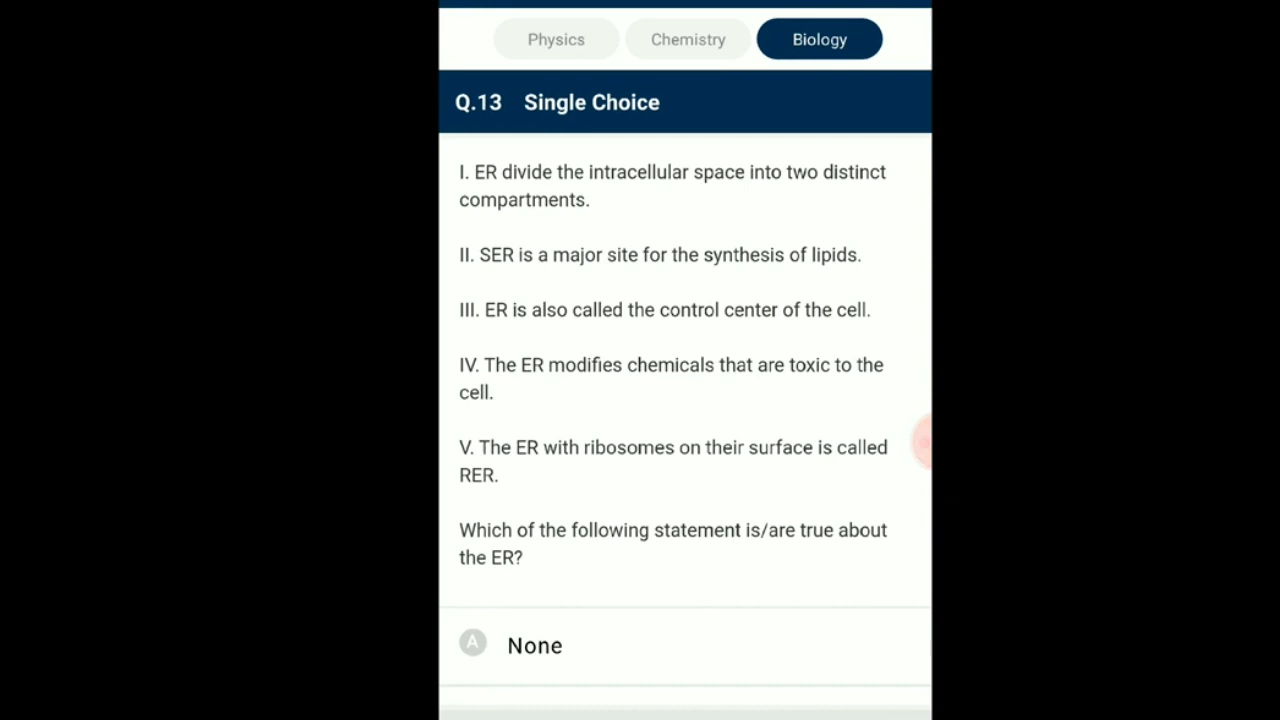 Physics Chemistry Biology
Q.13 Single Choice
I. ER divide the intracellular space into two distinct
compartments.
II. SER is a major site for the synthesis of lipids.
III. ER is also called the control center of the cell.
IV. The ER modifies chemicals that are toxic to the
cell.
V. The ER with ribosomes on their surface is called
RER.
Which of the following statement is/are true about
the ER?
A None